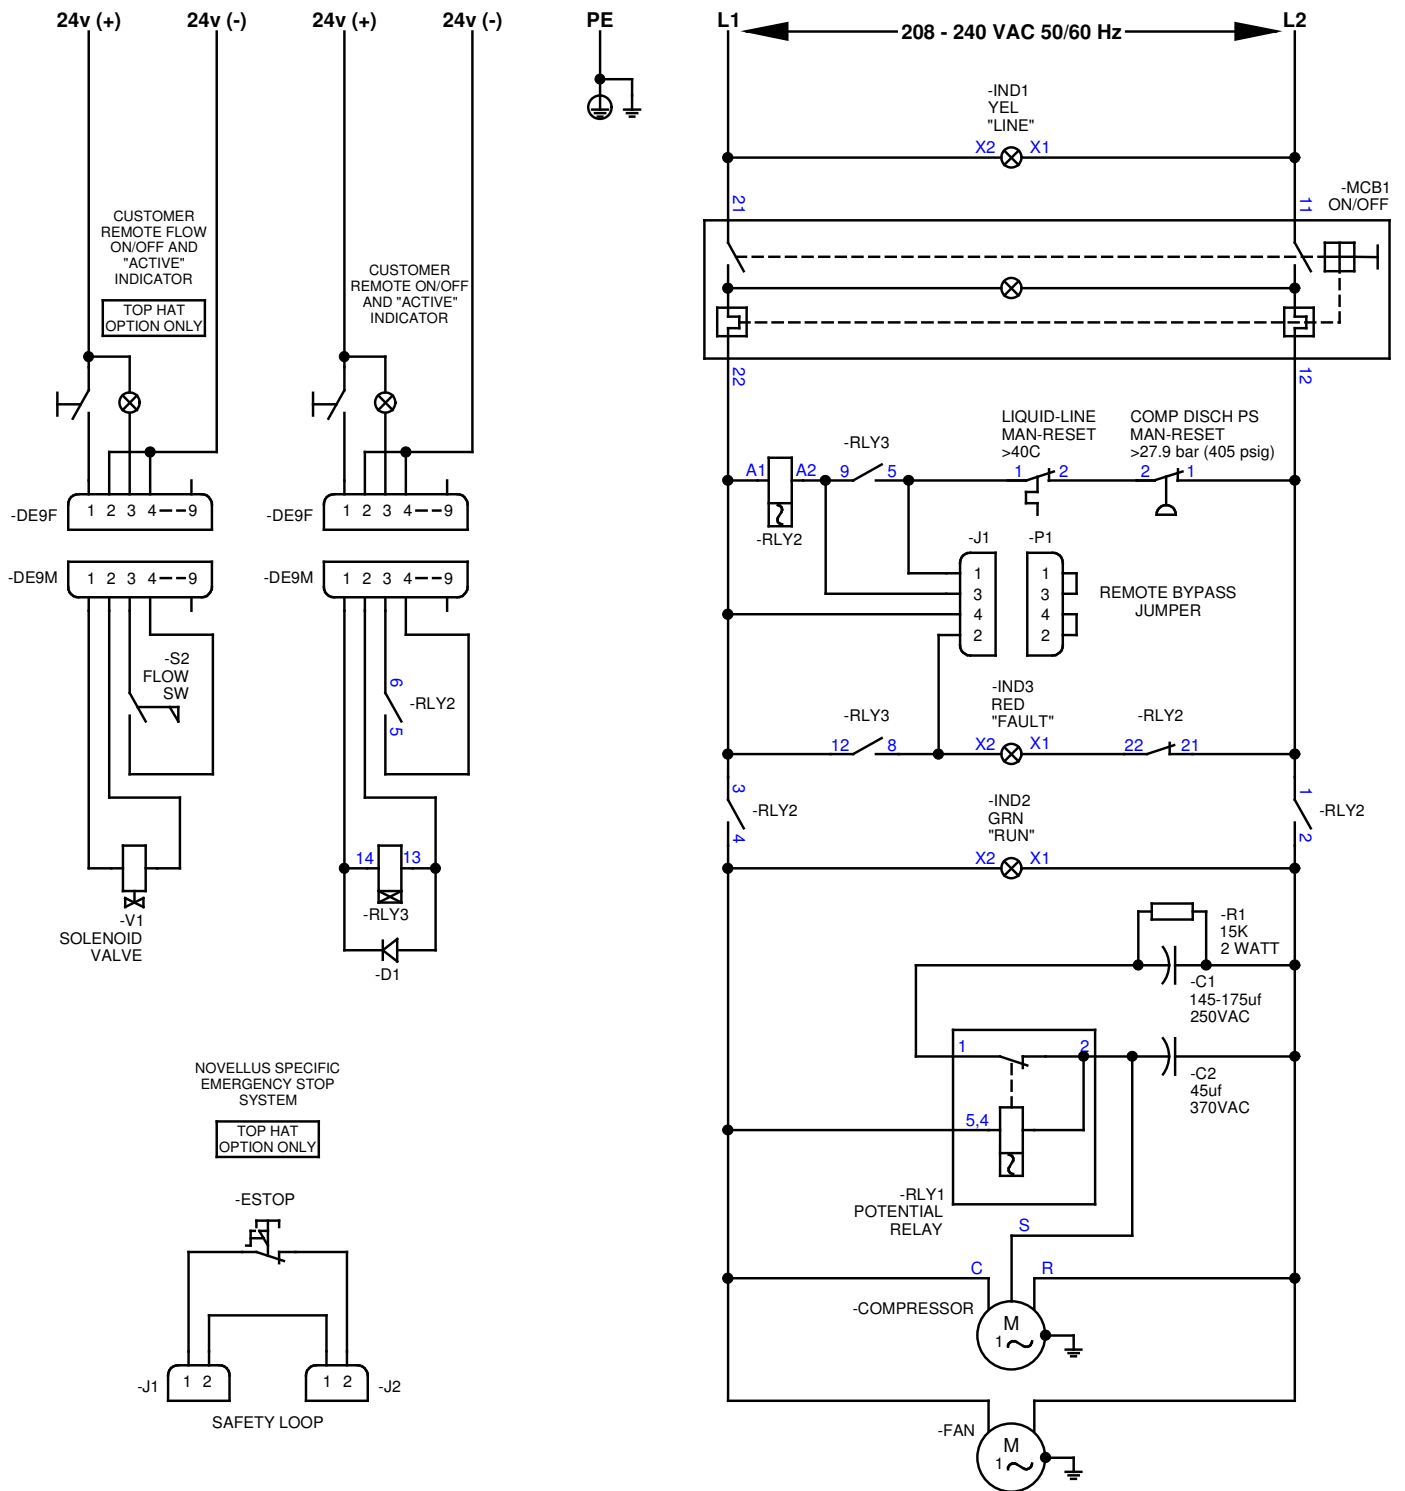 24v (+)
24v (-)
24v (+)
24v (-)
PE
L1
208 - 240 VAC 50/60 Hz
L2
-IND1
YEL
"LINE"
X2
X1
21
11
-MCB1
ON/OFF
22
12
CUSTOMER
REMOTE FLOW
ON/OFF AND
"ACTIVE"
INDICATOR
TOP HAT
OPTION ONLY
CUSTOMER
REMOTE ON/OFF
AND "ACTIVE"
INDICATOR
-DE9F
1 2 3 4 9
-DE9F
1 2 3 4 9
-DE9M
1 2 3 4 9
-DE9M
1 2 3 4 9
-S2
FLOW
SW
6
-RLY2
5
-V1
SOLENOID
VALVE
14
13
-RLY3
-D1
A1
A2
-RLY2
-RLY3
9
5
LIQUID-LINE
MAN-RESET
>40C
1
2
COMP DISCH PS
MAN-RESET
>27.9 bar (405 psig)
2
1
-J1
1
3
4
2
-P1
1
3
4
2
REMOTE BYPASS
JUMPER
-RLY3
12
8
-IND3
RED
"FAULT"
X2
X1
-RLY2
22
21
3
-RLY2
4
-IND2
GRN
"RUN"
X2
X1
1
-RLY2
2
-R1
15K
2 WATT
-C1
145-175uf
250VAC
1
2
-C2
45uf
370VAC
5,4
-RLY1
POTENTIAL
RELAY
S
C
R
-COMPRESSOR
M
1
-FAN
M
1
NOVELLUS SPECIFIC
EMERGENCY STOP
SYSTEM
TOP HAT
OPTION ONLY
-ESTOP
-J1
1 2
1 2
-J2
SAFETY LOOP